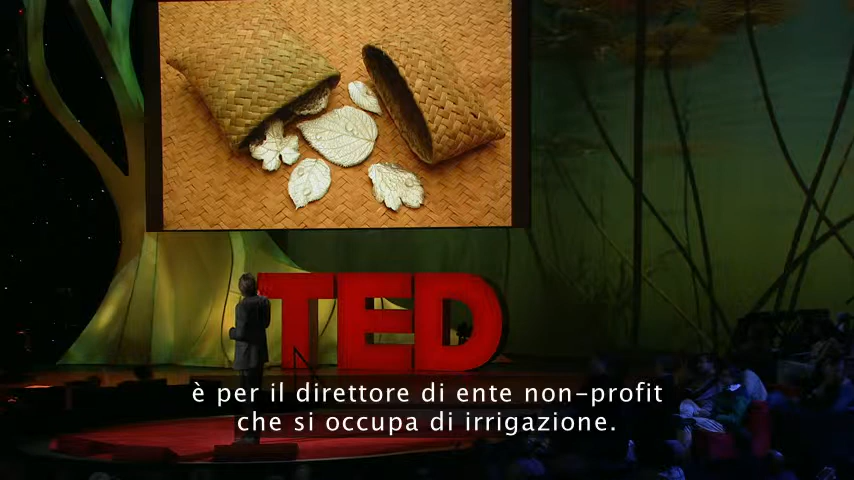 TED
è per il direttore di ente non-profit
che si occupa di irrigazione.